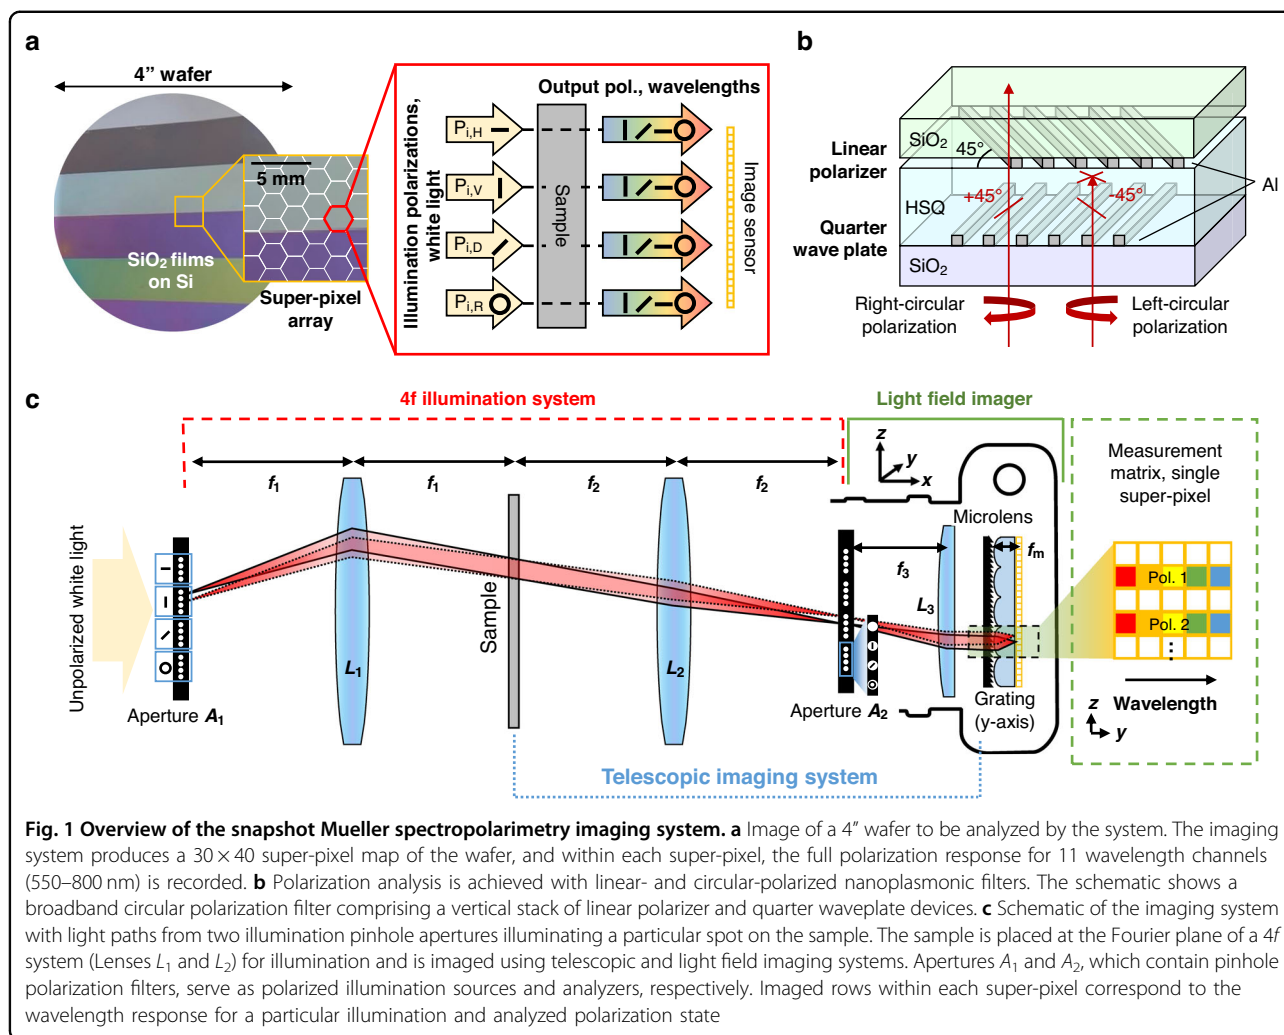 a
4” wafer
5 mm
SiO2 films
on Si
Super-pixel
array
Illumination polarizations,
white light
Output pol., wavelengths
Pi,H
Pi,V
Pi,D
Pi,R
Sample
Image sensor
b
Linear
polarizer
Quarter
wave plate
SiO2
45°
HSQ
+45°
-45°
Al
SiO2
Right-circular
polarization
Left-circular
polarization
c
4f illumination system
Light field imager
f1
f1
f2
f2
z
y
x
Unpolarized white light
Aperture A1
L1
Sample
L2
Aperture A2
f3
L3
Microlens
fm
Grating
(y-axis)
Telescopic imaging system
Measurement
matrix, single
super-pixel
Pol. 1
Pol. 2
⋮
Wavelength
z
y
Fig. 1 Overview of the snapshot Mueller spectropolarimetry imaging system. a Image of a 4″ wafer to be analyzed by the system. The imaging
system produces a 30 × 40 super-pixel map of the wafer, and within each super-pixel, the full polarization response for 11 wavelength channels
(550–800 nm) is recorded. b Polarization analysis is achieved with linear- and circular-polarized nanoplasmonic filters. The schematic shows a
broadband circular polarization filter comprising a vertical stack of linear polarizer and quarter waveplate devices. c Schematic of the imaging system
with light paths from two illumination pinhole apertures illuminating a particular spot on the sample. The sample is placed at the Fourier plane of a 4f
system (Lenses L1 and L2) for illumination and is imaged using telescopic and light field imaging systems. Apertures A1 and A2, which contain pinhole
polarization filters, serve as polarized illumination sources and analyzers, respectively. Imaged rows within each super-pixel correspond to the
wavelength response for a particular illumination and analyzed polarization state